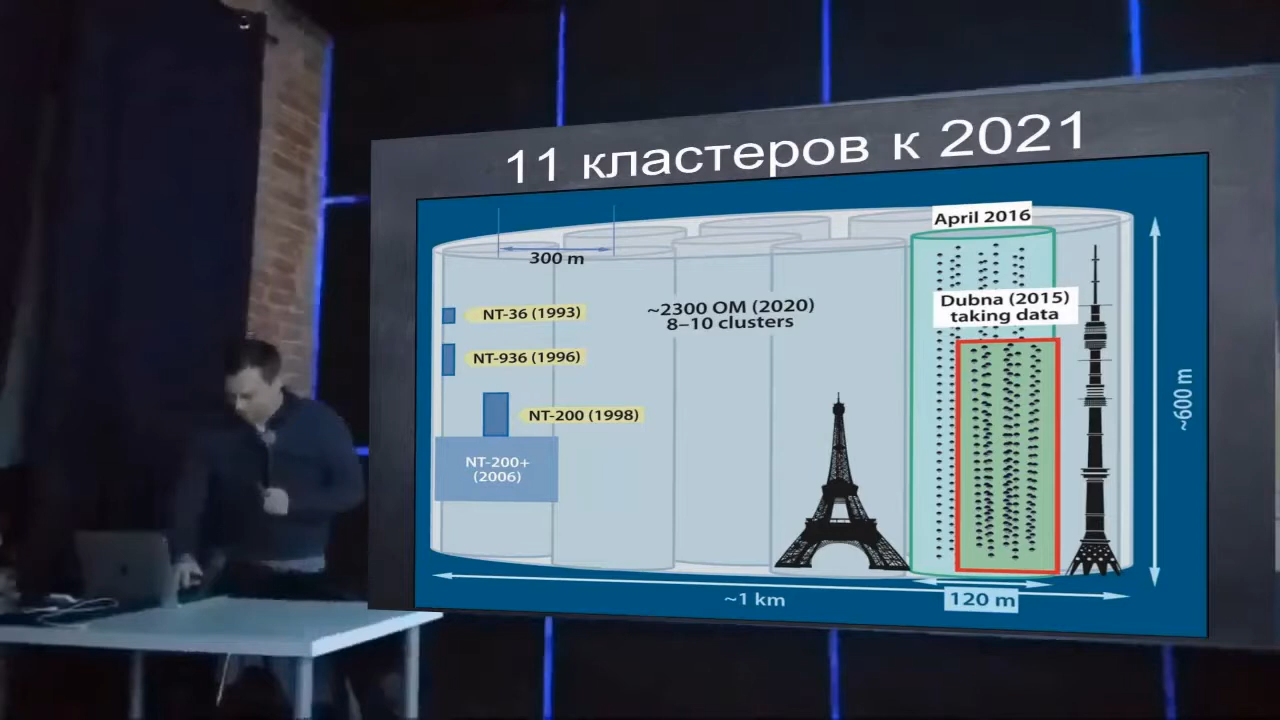 11 кластеров к 2021
April 2016
300 m
NT-36 (1993)
~2300 OM (2020)
8–10 clusters
Dubna (2015)
taking data
NT-936 (1996)
NT-200 (1998)
~600 m
NT-200+
(2006)
~1 km
120 m